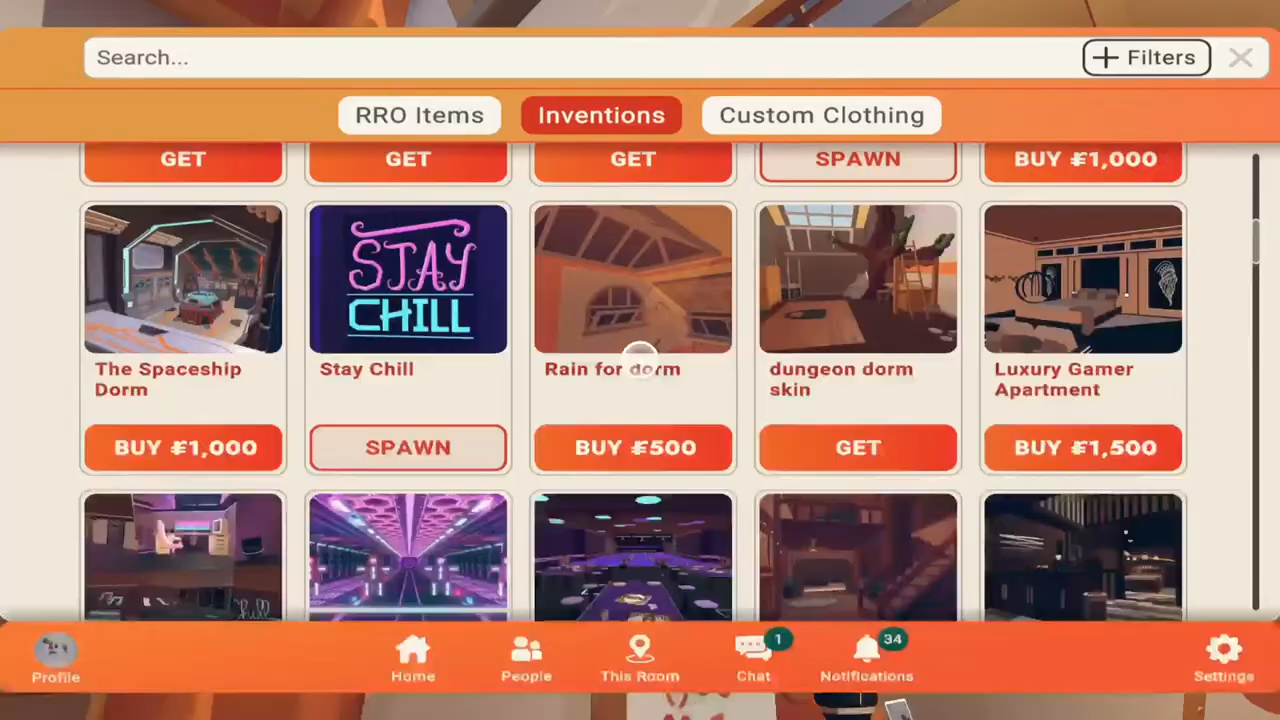 Search...
Filters
RRO Items
Inventions
Custom Clothing
GET
GET
GET
SPAWN
BUY ₣1,000
STAY
CHILL
The Spaceship
Dorm
Stay Chill
Rain for dorm
dungeon dorm
skin
Luxury Gamer
Apartment
BUY ₣1,000
SPAWN
BUY ₣500
GET
BUY ₣1,500
1
34
Profile
Home
People
This Room
Chat
Notifications
Settings